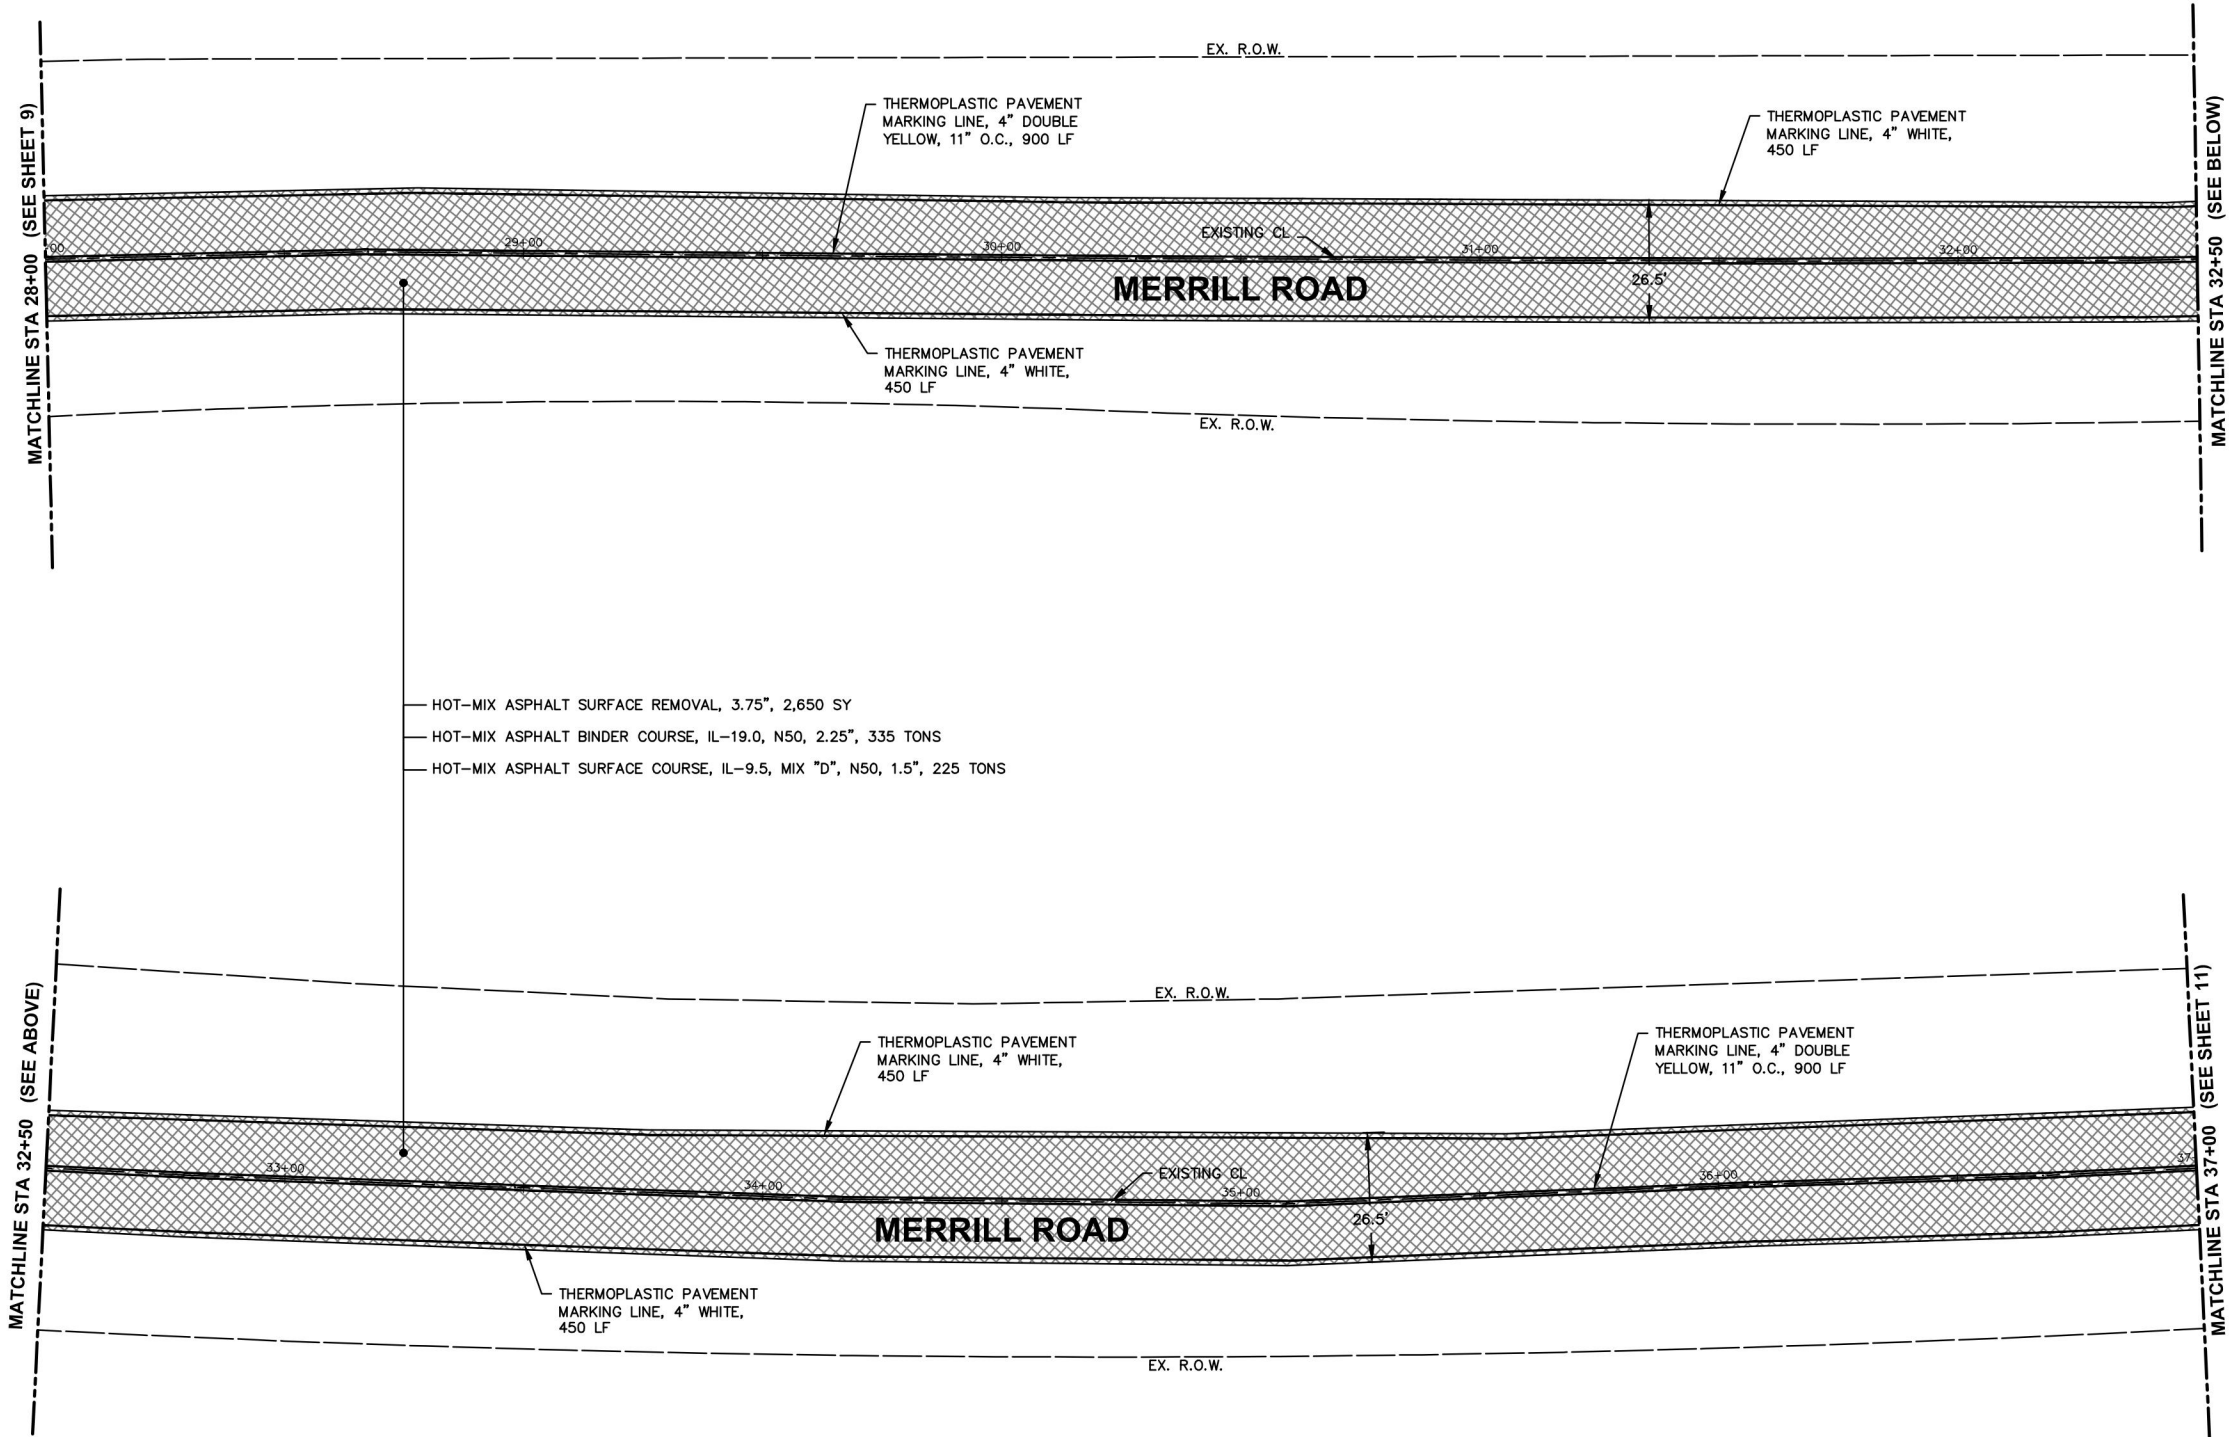 EX. R.O.W.
MATCHLINE STA 28+00 (SEE SHEET 9)
THERMOPLASTIC PAVEMENT
MARKING LINE, 4" DOUBLE
YELLOW, 11" O.C., 900 LF
THERMOPLASTIC PAVEMENT
MARKING LINE, 4" WHITE,
450 LF
MATCHLINE STA 32+50 (SEE BELOW)
00
29+00
30+00
EXISTING CL
31+00
32+00
MERRILL ROAD
26.5'
THERMOPLASTIC PAVEMENT
MARKING LINE, 4" WHITE,
450 LF
EX. R.O.W.
HOT-MIX ASPHALT SURFACE REMOVAL, 3.75", 2,650 SY
HOT-MIX ASPHALT BINDER COURSE, IL-19.0, N50, 2.25", 335 TONS
HOT-MIX ASPHALT SURFACE COURSE, IL-9.5, MIX "D", N50, 1.5", 225 TONS
MATCHLINE STA 32+50 (SEE ABOVE)
EX. R.O.W.
THERMOPLASTIC PAVEMENT
MARKING LINE, 4" WHITE,
450 LF
THERMOPLASTIC PAVEMENT
MARKING LINE, 4" DOUBLE
YELLOW, 11" O.C., 900 LF
MATCHLINE STA 37+00 (SEE SHEET 11)
33+00
34+00
EXISTING CL
35+00
36+00
37
MERRILL ROAD
26.5'
THERMOPLASTIC PAVEMENT
MARKING LINE, 4" WHITE,
450 LF
EX. R.O.W.